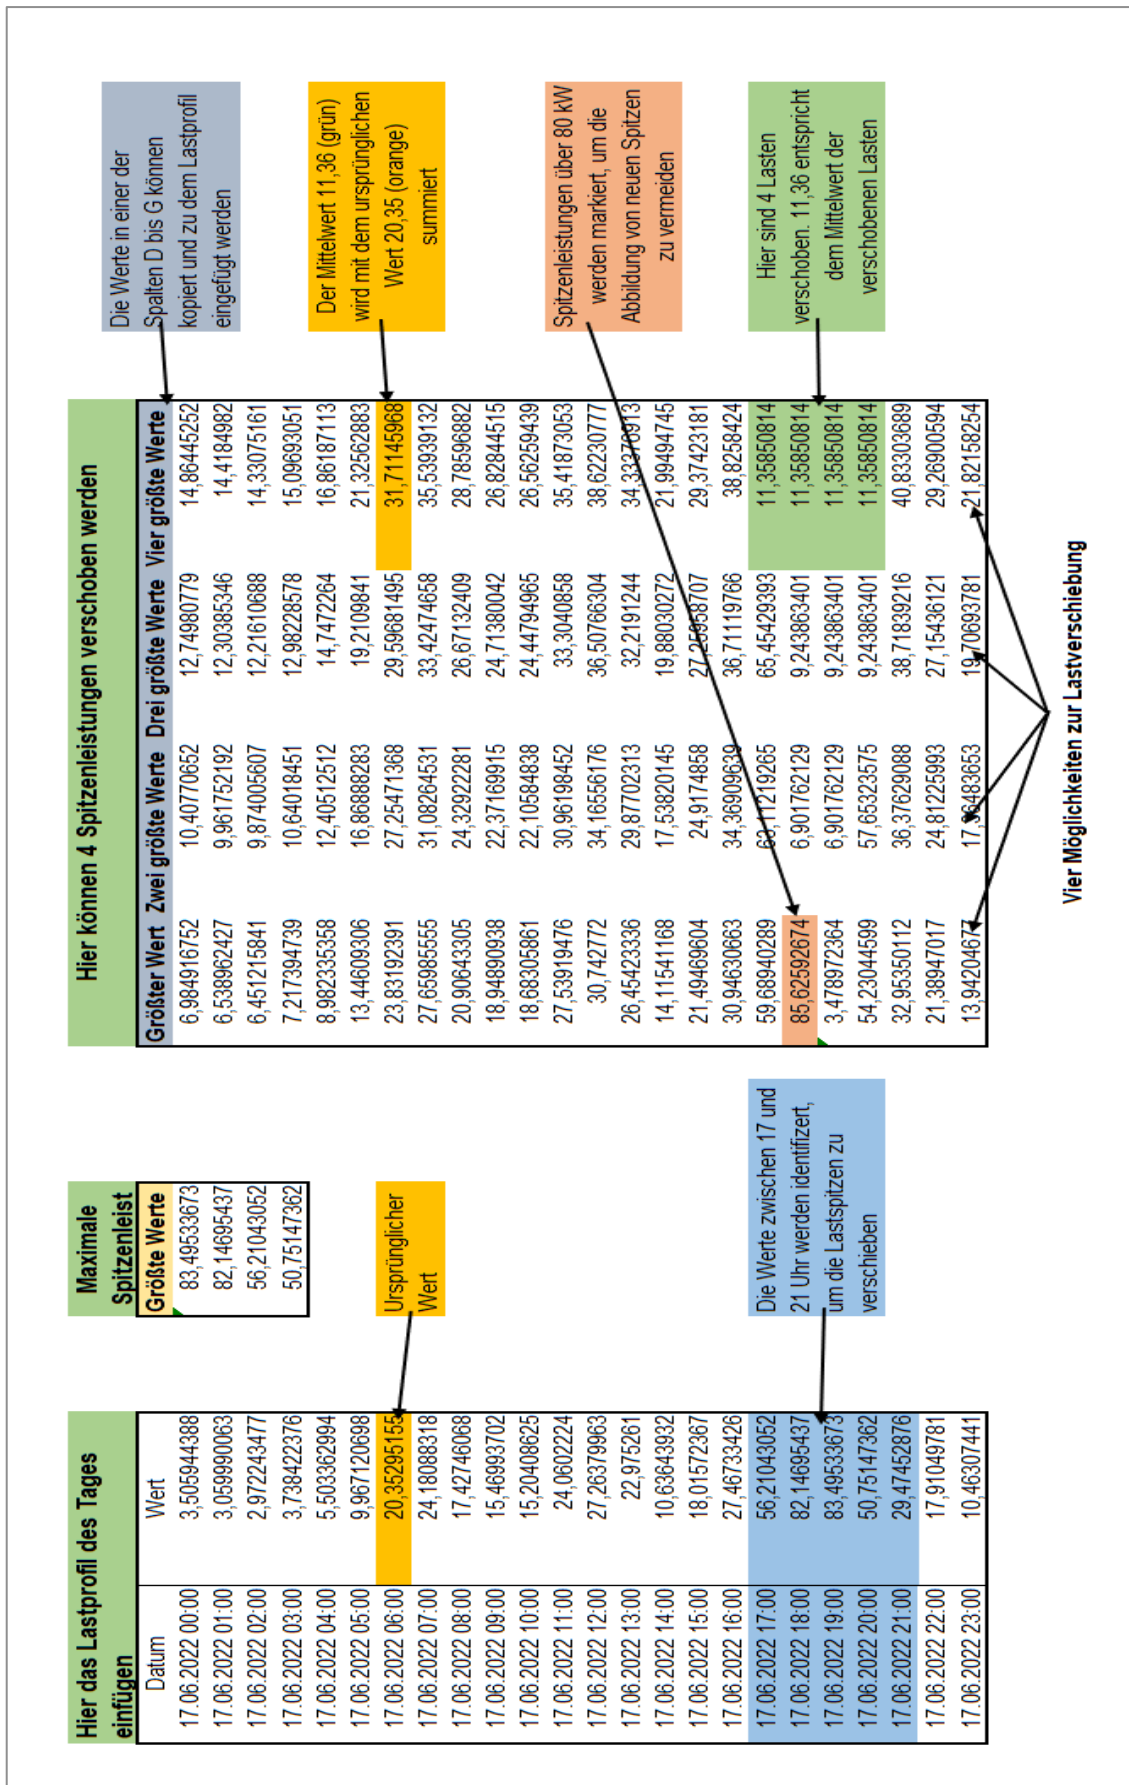 Hier das Lastprofil des Tages
einfügen
Datum Wert
17.06.2022 00:00 3,505944388
17.06.2022 01:00 3,059990063
17.06.2022 02:00 2,972243477
17.06.2022 03:00 3,738422376
17.06.2022 04:00 5,503362994
17.06.2022 05:00 9,967120698
17.06.2022 06:00 20,35295155
17.06.2022 07:00 24,18088318
17.06.2022 08:00 17,42746068
17.06.2022 09:00 15,46993702
17.06.2022 10:00 15,20408625
17.06.2022 11:00 24,0602224
17.06.2022 12:00 27,26379963
17.06.2022 13:00 22,975261
17.06.2022 14:00 10,63643932
17.06.2022 15:00 18,01572367
17.06.2022 16:00 27,46733426
17.06.2022 17:00 56,21043052
17.06.2022 18:00 82,14695437
17.06.2022 19:00 83,49533673
17.06.2022 20:00 50,75147362
17.06.2022 21:00 29,47452876
17.06.2022 22:00 17,91049781
17.06.2022 23:00 10,46307441
Maximale
Spitzenleist
Größte Werte
83,49533673
82,14695437
56,21043052
50,75147362
Ursprünglicher
Wert
Die Werte zwischen 17 und
21 Uhr werden identifizert,
um die Lastspitzen zu
verschieben
Hier können 4 Spitzenleistungen verschoben werden
Größter Wert Zwei größte Werte Drei größte Werte Vier größte Werte
6,984916752 10,40770652 12,74980779 14,86445252
6,538962427 9,961752192 12,30385346 14,4184982
6,451215841 9,874005607 12,21610688 14,33075161
7,217394739 10,64018451 12,98228578 15,09693051
8,982335358 12,40512512 14,7472264 16,86187113
13,44609306 16,86888283 19,2109841 21,32562883
23,83192391 27,25471368 29,59681495 31,71145968
27,65985555 31,08264531 33,42474658 35,53939132
20,90643305 24,32922281 26,67132409 28,78596882
18,94890938 22,37169915 24,71380042 26,82844515
18,68305861 22,10584838 24,44794965 26,56259439
27,53919476 30,96198452 33,3040858 35,41873053
30,742772 34,16556176 36,50766304 38,62230777
26,45423336 29,87702313 32,2191244 34,33376913
14,11541168 17,53820145 19,88030272 21,99494745
21,49469604 24,9174858 27,25958707 29,37423181
30,94630663 34,36909639 36,71119766 38,8258424
59,68940289 63,11219265 65,45429393 11,35850814
85,62592674 6,901762129 9,243863401 11,35850814
3,478972364 6,901762129 9,243863401 11,35850814
54,23044599 57,65323575 9,243863401 11,35850814
32,95350112 36,37629088 38,71839216 40,83303689
21,38947017 24,81225993 27,15436121 29,26900594
13,94204677 17,36483653 19,70693781 21,82158254
Die Werte in einer der
Spalten D bis G können
kopiert und zu dem Lastprofil
eingefügt werden
Der Mittelwert 11,36 (grün)
wird mit dem ursprünglichen
Wert 20,35 (orange)
summiert
Spitzenleistungen über 80 kW
werden markiert, um die
Abbildung von neuen Spitzen
zu vermeiden
Hier sind 4 Lasten
verschoben. 11,36 entspricht
dem Mittelwert der
verschobenen Lasten
Vier Möglichkeiten zur Lastverschiebung